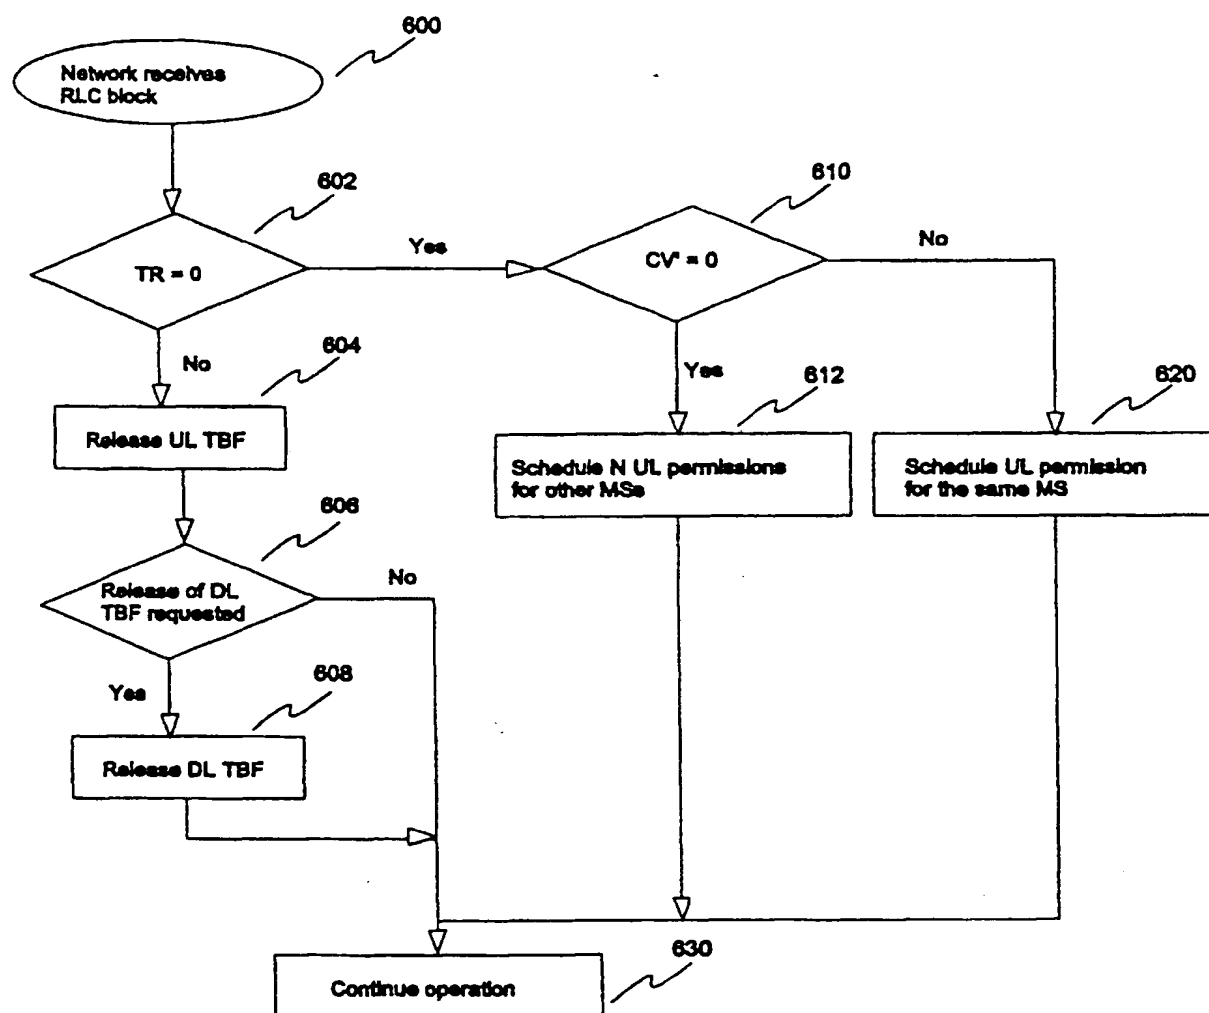 600
Network receives
RLC block
602
610
TR = 0
Yes
CV' = 0
No
No
604
Yes
612
620
Release UL TBF
Schedule N UL permissions
for other MSs
Schedule UL permission
for the same MS
606
Release of DL
TBF requested
No
Yes
608
Release DL TBF
630
Continue operation